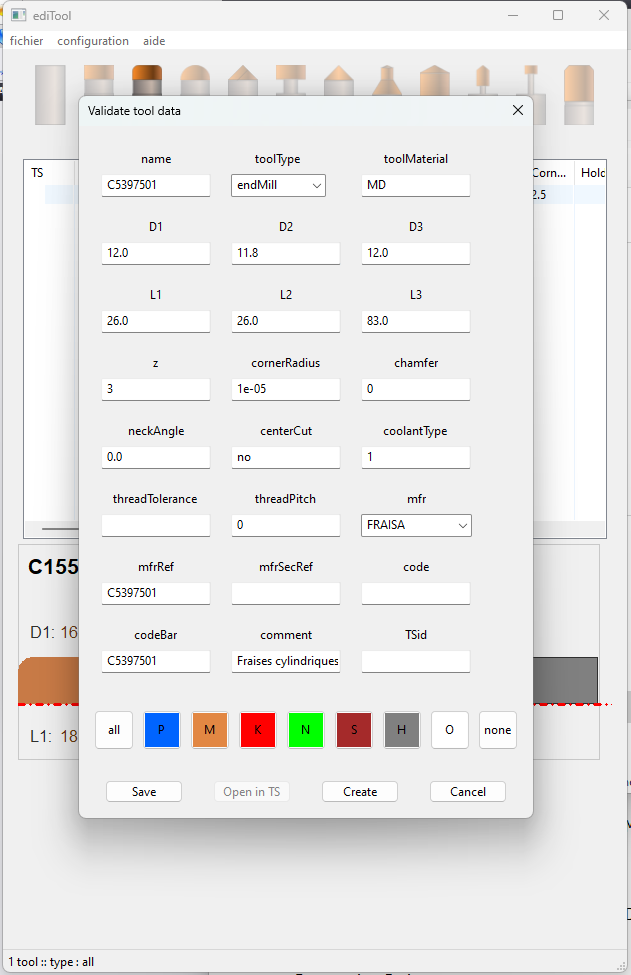 ediTool
fichier configuration aide
Validate tool data
TS
Corn...
Hold
2.5
name toolType toolMaterial
C5397501 endMill MD
D1 D2 D3
12.0 11.8 12.0
L1 L2 L3
26.0 26.0 83.0
z cornerRadius chamfer
3 1e-05 0
neckAngle centerCut coolantType
0.0 no 1
threadTolerance threadPitch mfr
0 FRAISA
mfrRef mfrSecRef code
C5397501
codeBar comment TSid
C5397501 Fraises cylindriques
all P M K N S H O none
Save Open in TS Create Cancel
C155
D1: 16
L1: 18
1 tool :: type : all